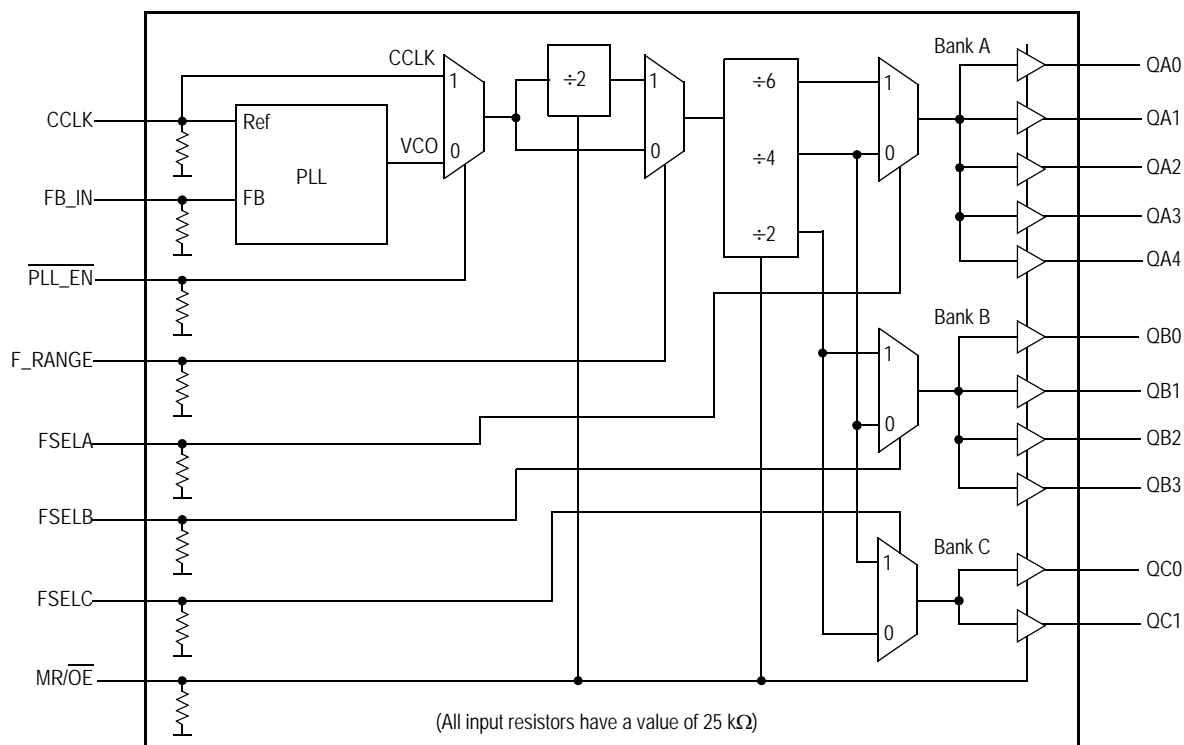 CCLK
Ref
FB
PLL
CCLK
VCO
1
0
÷2
1
0
÷6
÷4
÷2
1
0
Bank A
QA0
QA1
QA2
QA3
QA4
FB_IN
PLL_EN
F_RANGE
FSELA
FSELB
FSELC
MR/OE
1
0
Bank B
QB0
QB1
QB2
QB3
1
0
Bank C
QC0
QC1
(All input resistors have a value of 25 kΩ)